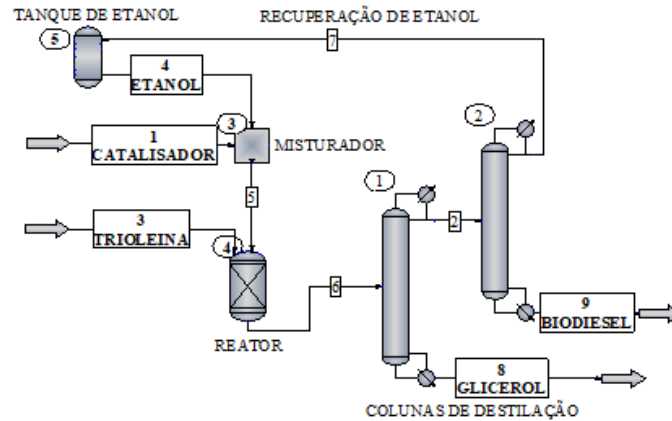 TANQUE DE ETANOL
RECUPERAÇÃO DE ETANOL
5
7
4
ETANOL
2
3
1
CATALISADOR
MISTURADOR
1
5
2
3
TRIOLEINA
4
6
9
BIODIESEL
REATOR
8
GLICEROL
COLUNAS DE DESTILAÇÃO